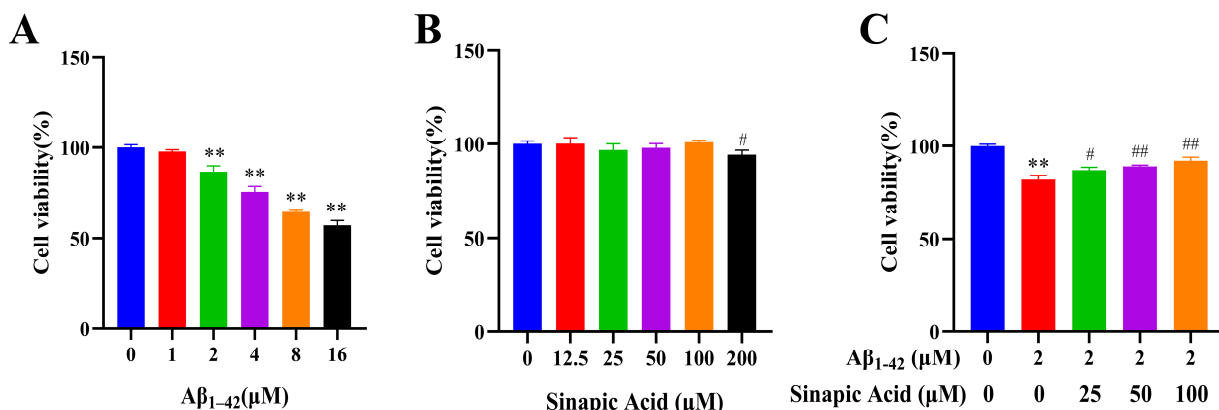 A
Cell viability(%)
150
100
50
0
**
**
**
**
0 1 2 4 8 16
Aβ1–42(μM)
B
Cell viability(%)
150
100
50
0
#
0 12.5 25 50 100 200
Sinapic Acid (μM)
C
Cell vability(%)
150
100
50
0
**
#
##
##
Aβ1–42 (μM) 0 2 2 2 2
Sinapic Acid (μM) 0 0 25 50 100